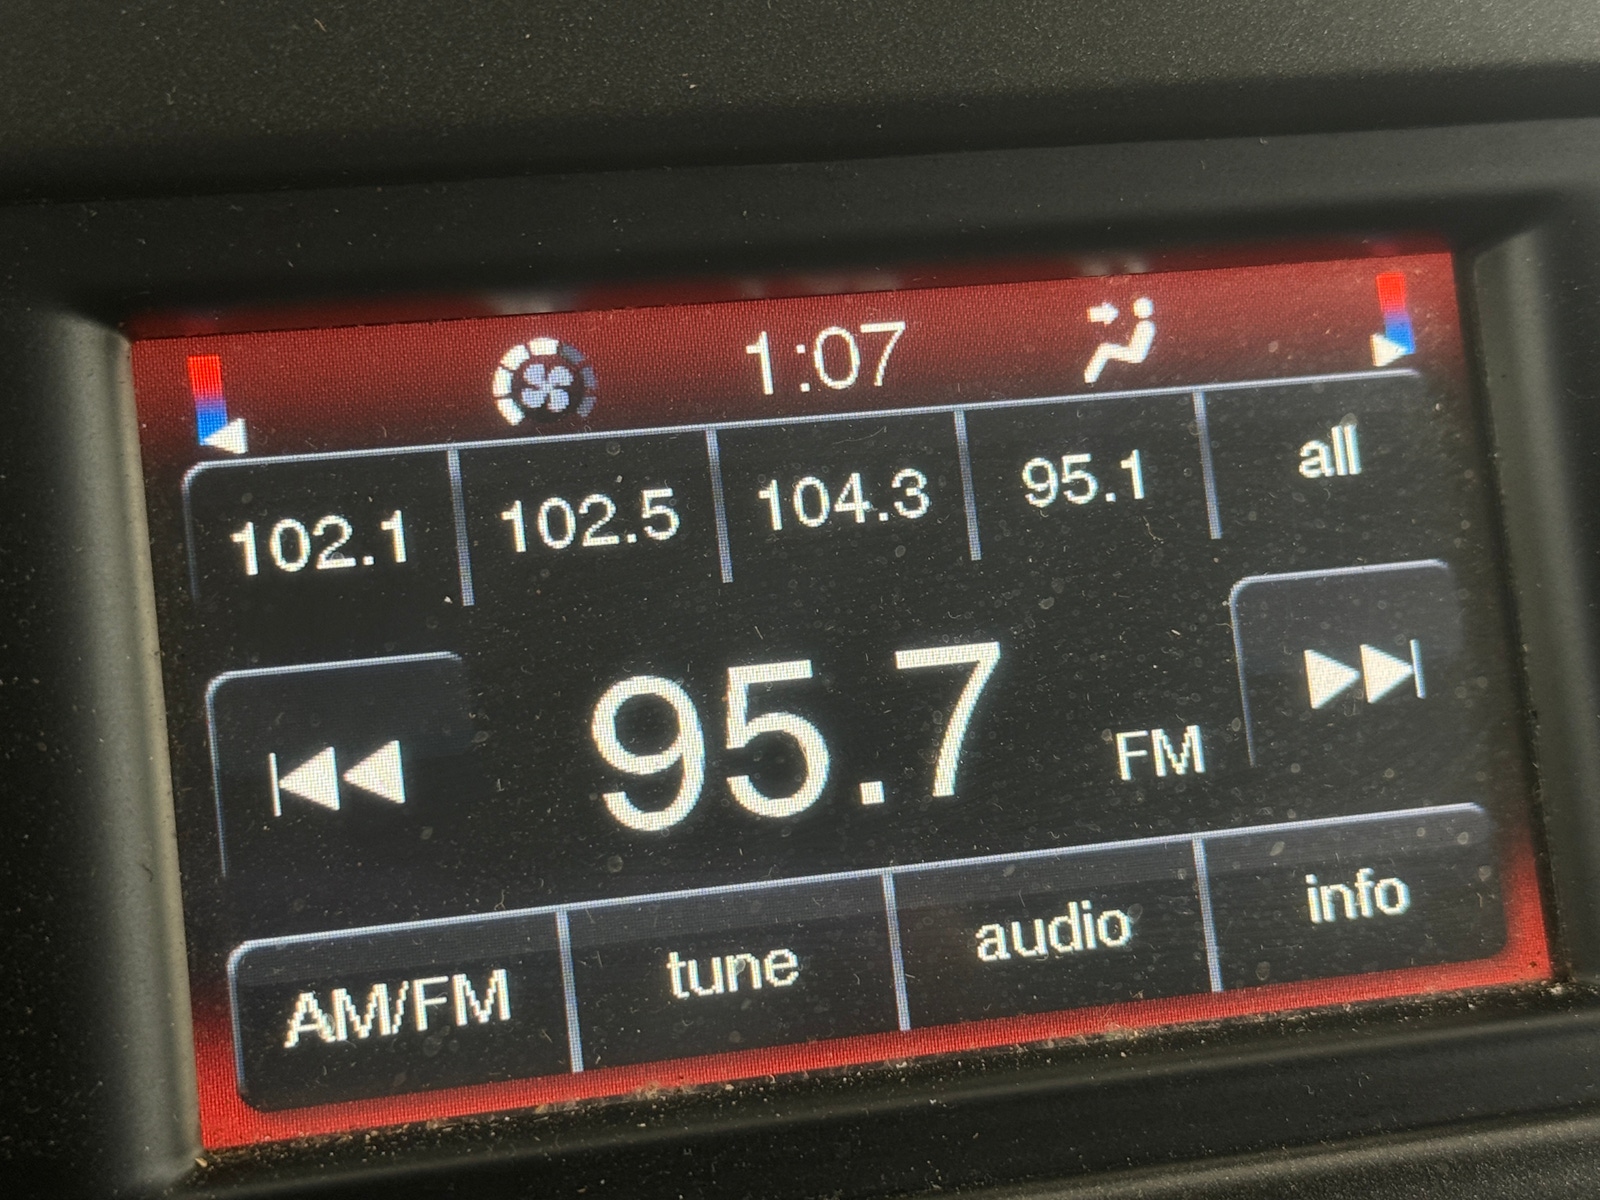 1:07
102.1 102.5 104.3 95.1 all
95.7 FM
AM/FM tune audio info